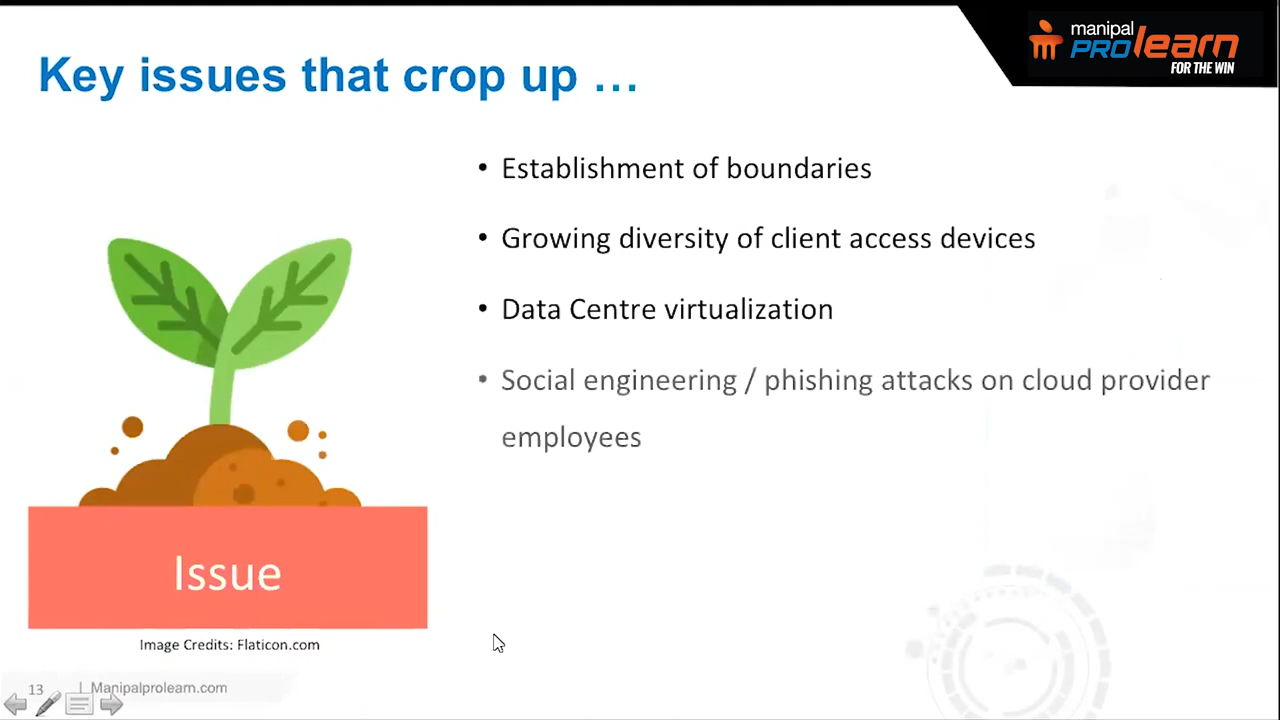 manipal
PROlearn
FOR THE WIN
Key issues that crop up ...
• Establishment of boundaries
• Growing diversity of client access devices
• Data Centre virtualization
• Social engineering / phishing attacks on cloud provider
employees
Issue
Image Credits: Flaticon.com
13 | Manipalprolearn.com